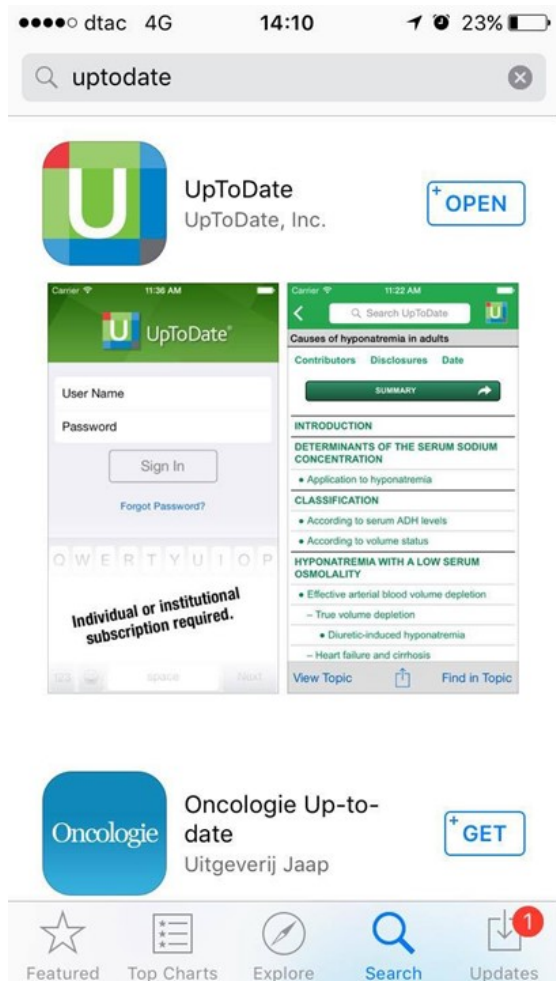 dtac 4G 14:10 23%
uptodate
U
UpToDate
UpToDate, Inc.
+ OPEN
Carrier 11:36 AM
U UpToDate®
User Name
Password
Sign In
Forgot Password?
Q W E R T Y U I O P
Individual or institutional
subscription required.
123 space Next
Carrier 11:22 AM
Search UpToDate U
Causes of hyponatremia in adults
Contributors Disclosures Date
SUMMARY
INTRODUCTION
DETERMINANTS OF THE SERUM SODIUM
CONCENTRATION
• Application to hyponatremia
CLASSIFICATION
• According to serum ADH levels
• According to volume status
HYPONATREMIA WITH A LOW SERUM
OSMOLALITY
• Effective arterial blood volume depletion
– True volume depletion
• Diuretic-induced hyponatremia
– Heart failure and cirrhosis
View Topic Find in Topic
Oncologie
Oncologie Up-to-
date
Uitgeverij Jaap
+ GET
1
Featured Top Charts Explore Search Updates